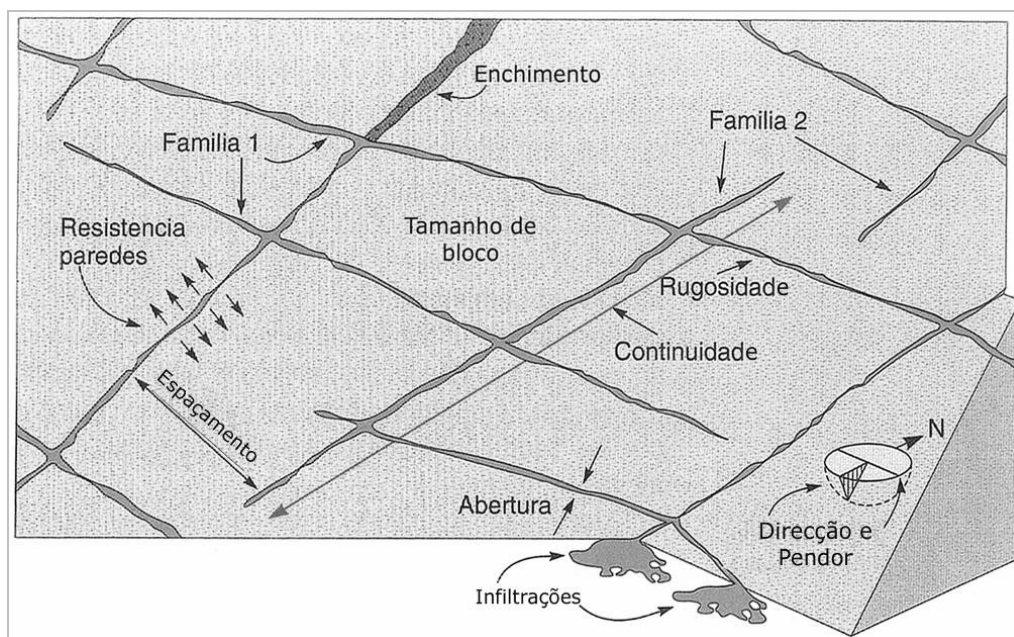 Enchimento
Familia 1
Familia 2
Resistencia
paredes
Tamanho de
bloco
Rugosidade
Continuidade
Espaçamento
N
Abertura
Direcção e
Pendor
Infiltrações